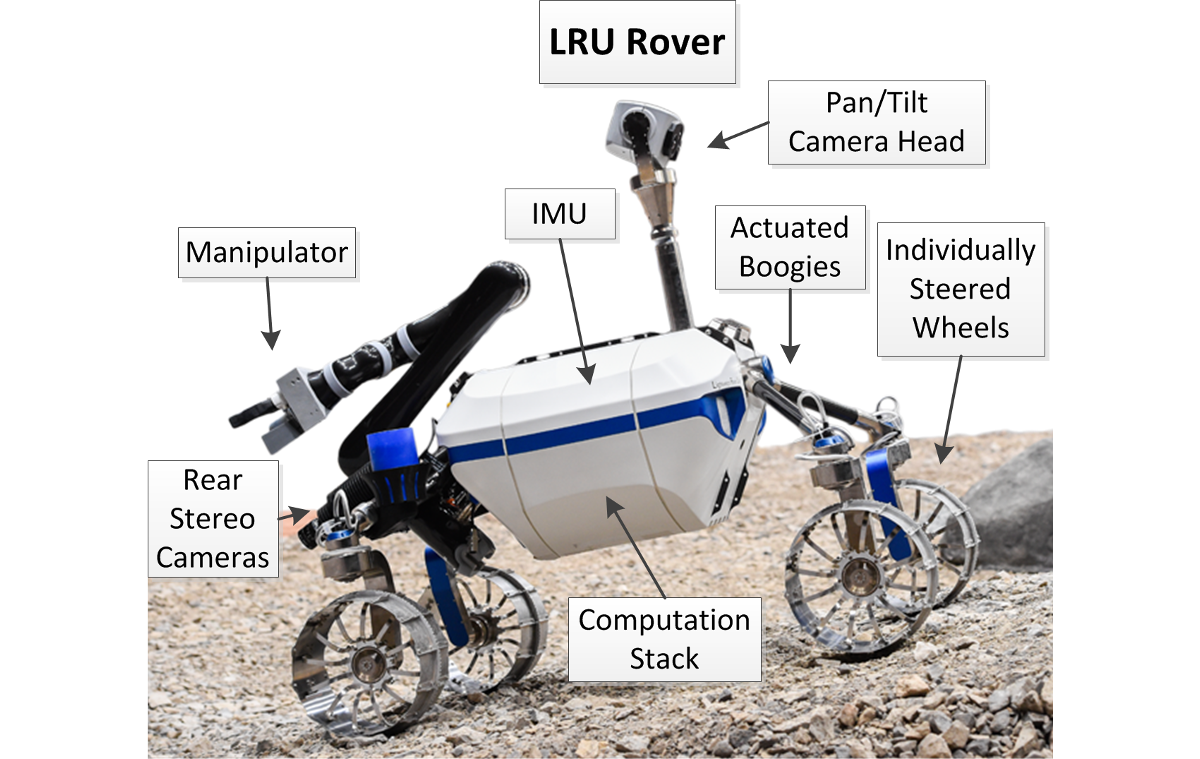 LRU Rover
Pan/Tilt
Camera Head
IMU
Actuated
Boogies
Individually
Steered
Wheels
Manipulator
Rear
Stereo
Cameras
Computation
Stack